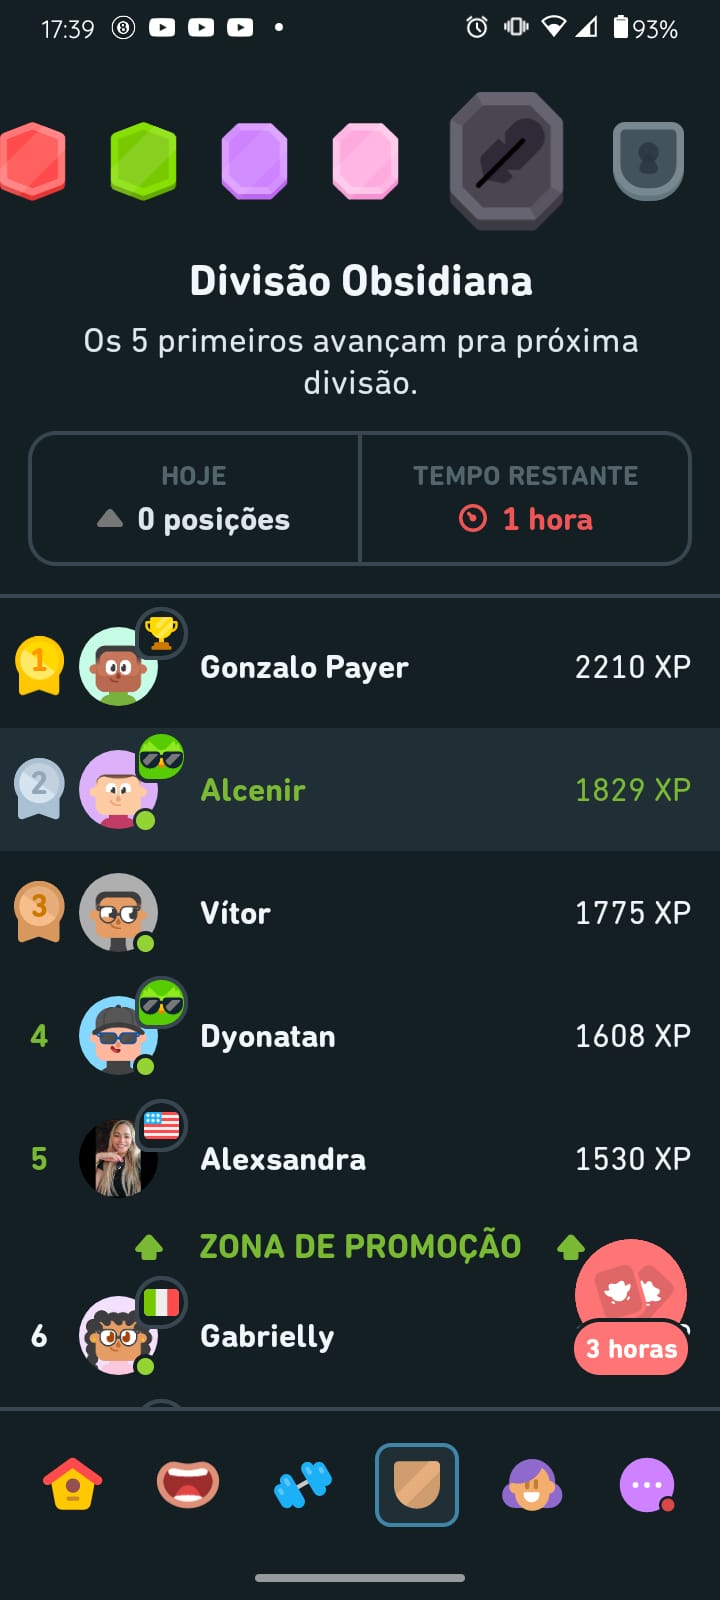 17:39
93%
Divisão Obsidiana
Os 5 primeiros avançam pra próxima
divisão.
HOJE
0 posições
TEMPO RESTANTE
1 hora
1
Gonzalo Payer
2210 XP
2
Alcenir
1829 XP
3
Vítor
1775 XP
4
Dyonatan
1608 XP
5
Alexsandra
1530 XP
ZONA DE PROMOÇÃO
6
Gabrielly
3 horas